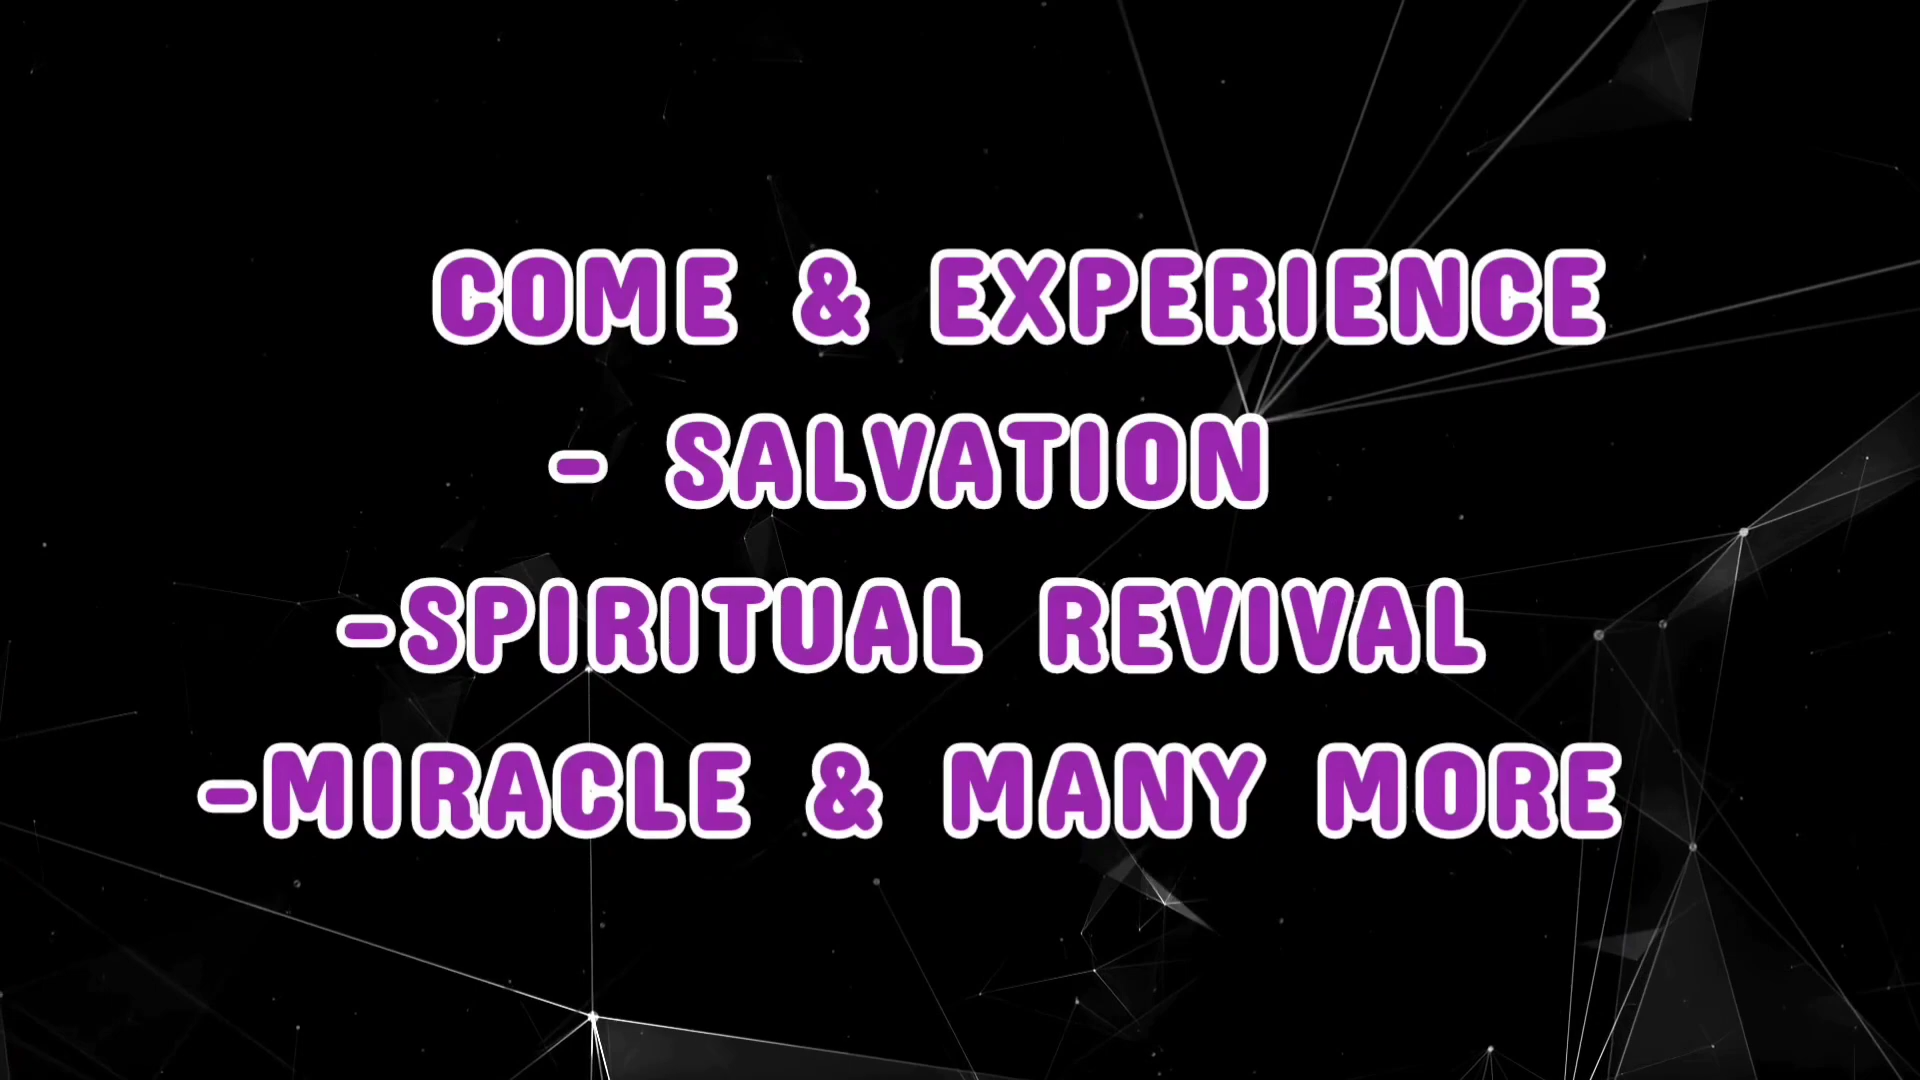 COME & EXPERIENCE
- SALVATION
-SPIRITUAL REVIVAL
-MIRACLE & MANY MORE